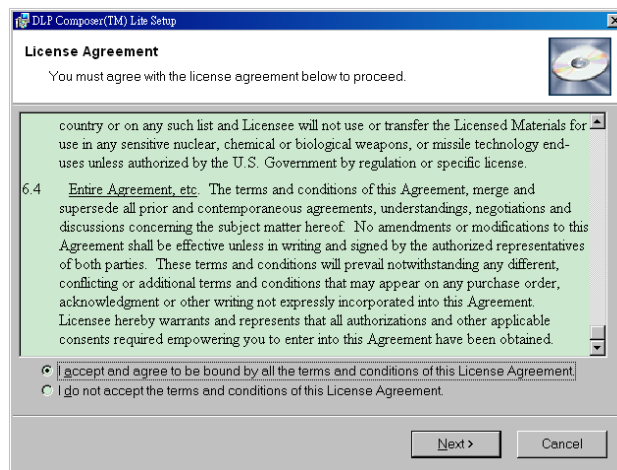 DLP Composer(TM) Lite Setup
License Agreement
You must agree with the license agreement below to proceed.
country or on any such list and Licensee will not use or transfer the Licensed Materials for
use in any sensitive nuclear, chemical or biological weapons, or missile technology end-
uses unless authorized by the U.S. Government by regulation or specific license.
6.4 Entire Agreement, etc. The terms and conditions of this Agreement, merge and
supersede all prior and contemporaneous agreements, understandings, negotiations and
discussions concerning the subject matter hereof. No amendments or modifications to this
Agreement shall be effective unless in writing and signed by the authorized representatives
of both parties. These terms and conditions will prevail notwithstanding any different,
conflicting or additional terms and conditions that may appear on any purchase order,
acknowledgment or other writing not expressly incorporated into this Agreement.
Licensee hereby warrants and represents that all authorizations and other applicable
consents required empowering you to enter into this Agreement have been obtained.
I accept and agree to be bound by all the terms and conditions of this License Agreement.
I do not accept the terms and conditions of this License Agreement.
Next >
Cancel